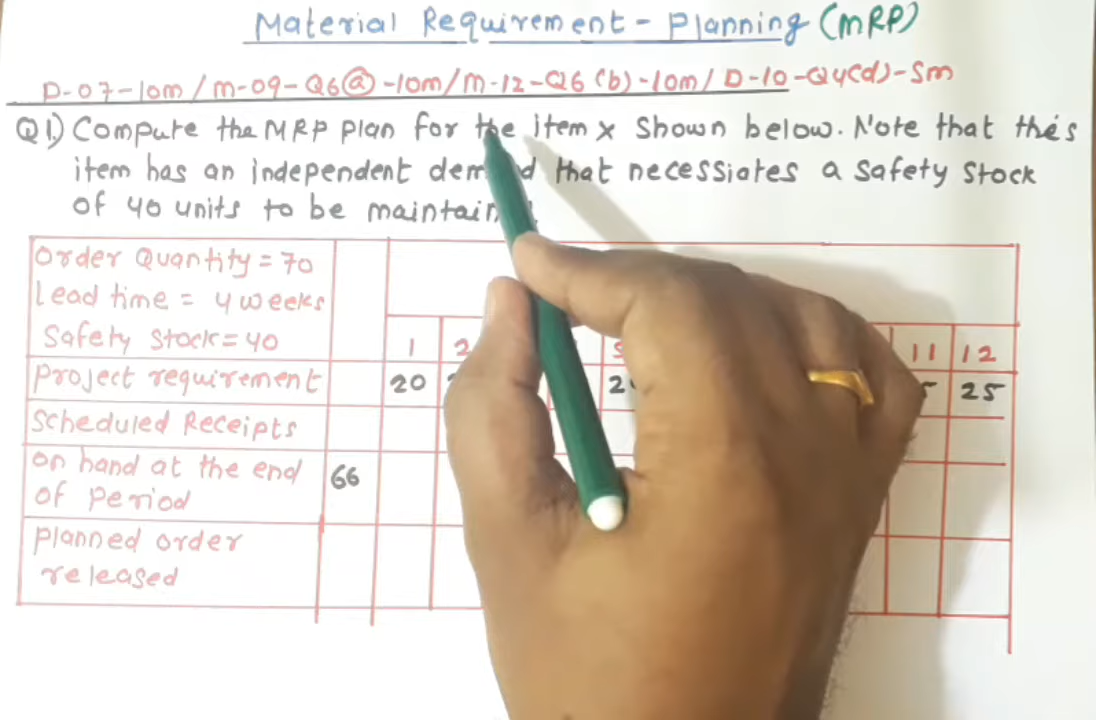 Material Requirement - Planning (MRP)
D-07-10m / M-09-Q6(a)-10m / M-12-Q6(b)-10m / D-10-Q4(d)-5m
Q1) Compute the MRP Plan for the item x shown below. Note that this
item has an independent demand that necessiates a safety stock
of 40 units to be
Order Quantity = 70
Lead time = 4 weeks
Safety stock = 40
1 2 11 12
Project requirement 20 25
Scheduled Receipts
on hand at the end
of Period 66
Planned order
released